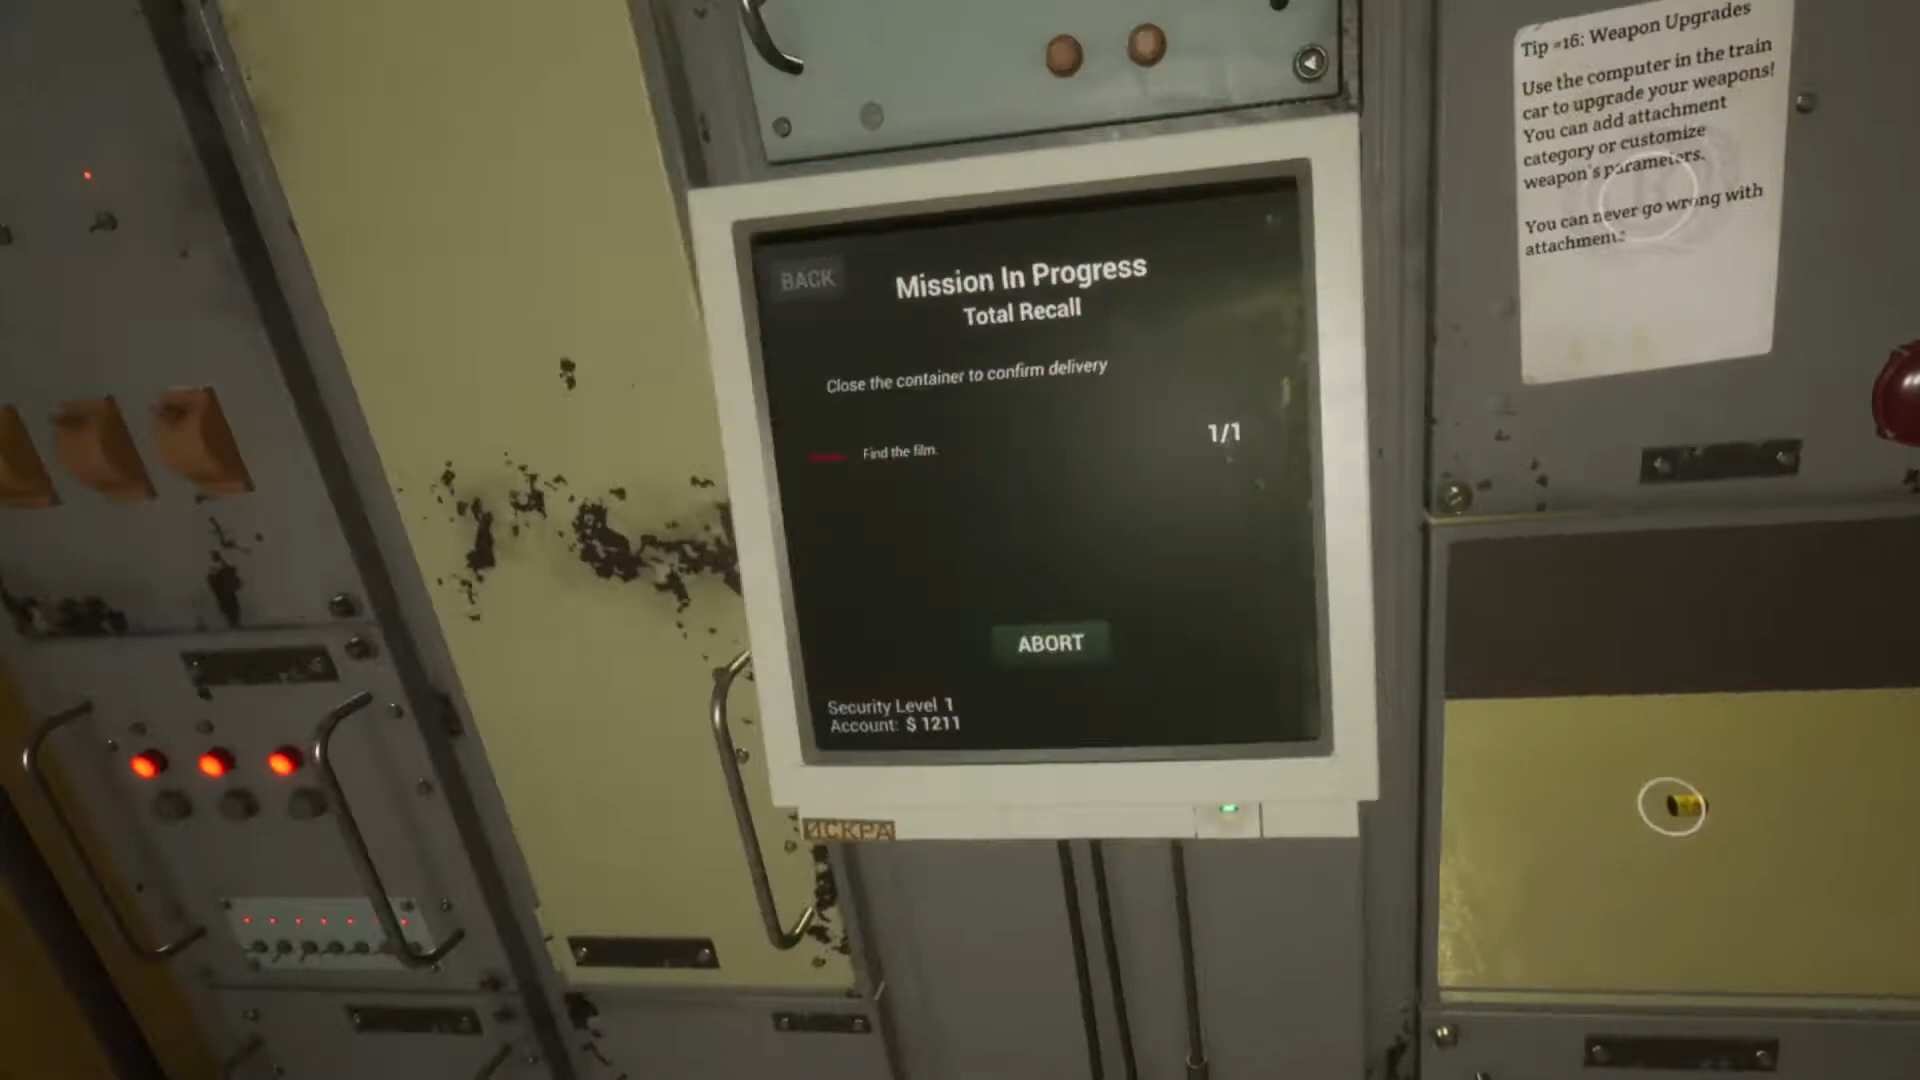 Tip #16: Weapon Upgrades
Use the computer in the train
car to upgrade your weapons!
You can add attachment
category or customize
weapon's parameters.
You can never go wrong with
attachments
BACK
Mission In Progress
Total Recall
Close the container to confirm delivery
1/1
Find the film.
ABORT
Security Level 1
Account: $ 1211
ИСКРА